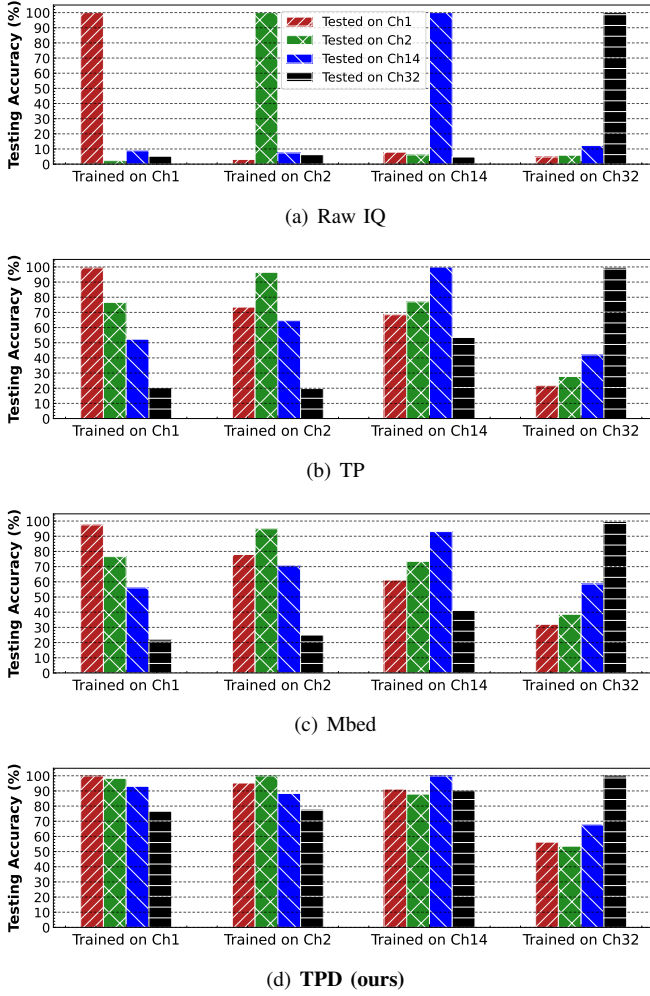 Testing Accuracy (%)
100
90
80
70
60
50
40
30
20
10
0
Tested on Ch1
Tested on Ch2
Tested on Ch14
Tested on Ch32
Trained on Ch1 Trained on Ch2 Trained on Ch14 Trained on Ch32
(a) Raw IQ
Testing Accuracy (%)
100
90
80
70
60
50
40
30
20
10
0
Trained on Ch1 Trained on Ch2 Trained on Ch14 Trained on Ch32
(b) TP
Testing Accuracy (%)
100
90
80
70
60
50
40
30
20
10
0
Trained on Ch1 Trained on Ch2 Trained on Ch14 Trained on Ch32
(c) Mbed
Testing Accuracy (%)
100
90
80
70
60
50
40
30
20
10
0
Trained on Ch1 Trained on Ch2 Trained on Ch14 Trained on Ch32
(d) TPD (ours)